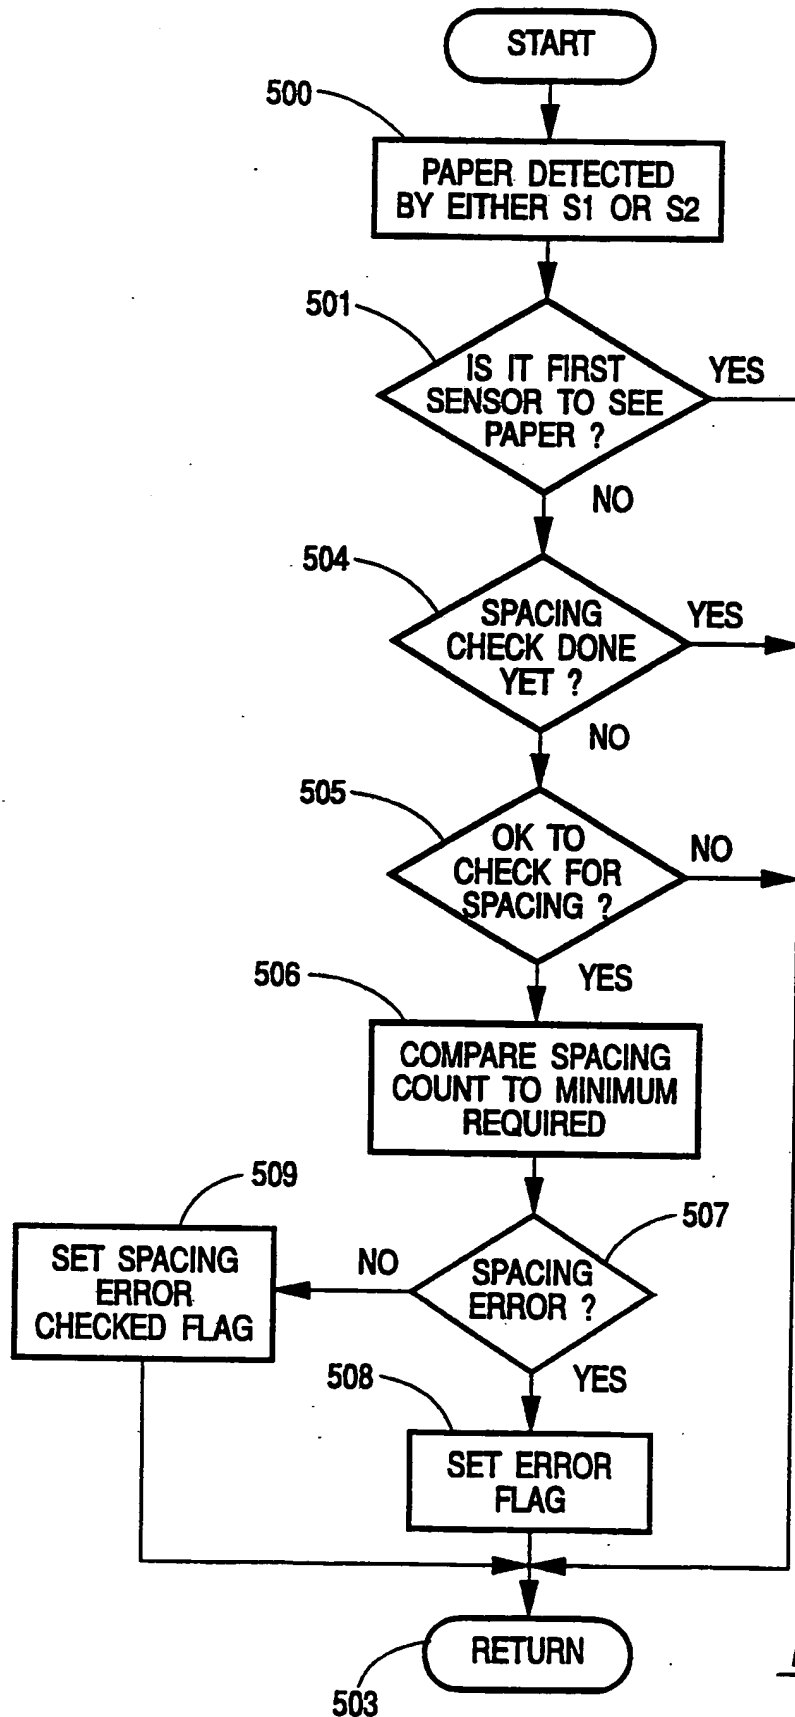 START
500
PAPER DETECTED
BY EITHER S1 OR S2
501
IS IT FIRST
SENSOR TO SEE
PAPER ?
YES
NO
504
SPACING
CHECK DONE
YET ?
YES
NO
505
OK TO
CHECK FOR
SPACING ?
NO
YES
506
COMPARE SPACING
COUNT TO MINIMUM
REQUIRED
509
SET SPACING
ERROR
CHECKED FLAG
NO
507
SPACING
ERROR ?
YES
508
SET ERROR
FLAG
RETURN
503